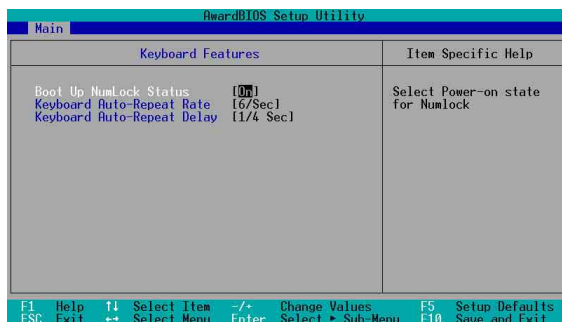 AwardBIOS Setup Utility
Main
Keyboard Features
Item Specific Help
Boot Up NumLock Status [On]
Keyboard Auto-Repeat Rate [6/Sec]
Keyboard Auto-Repeat Delay [1/4 Sec]
Select Power-on state
for Numlock
F1 Help ↑↓ Select Item -/+ Change Values F5 Setup Defaults
ESC Exit ←→ Select Menu Enter Select ► Sub-Menu F10 Save and Exit